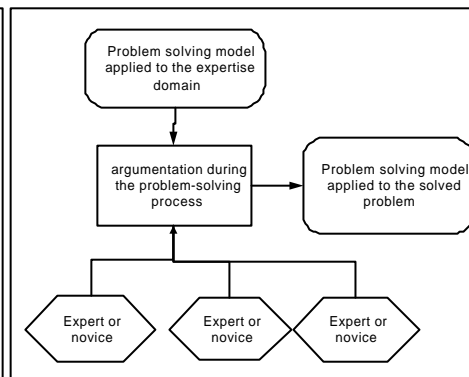 Problem solving model
applied to the expertise
domain
argumentation during
the problem-solving
process
Problem solving model
applied to the solved
problem
Expert or
novice
Expert or
novice
Expert or
novice